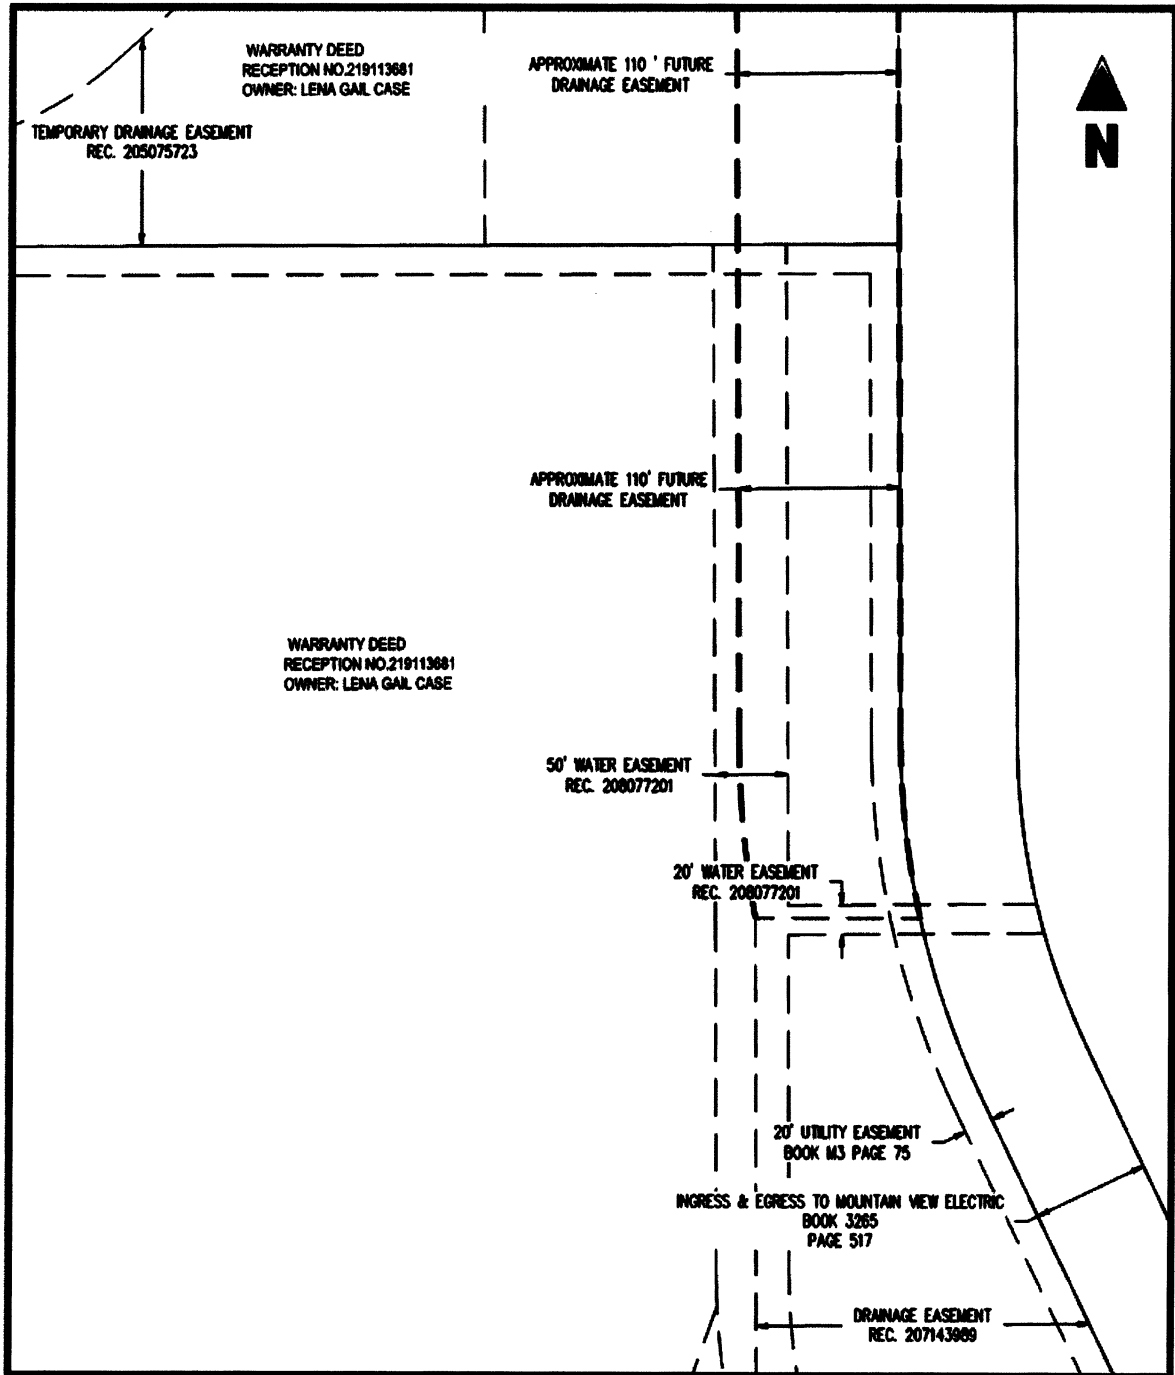 WARRANTY DEED
RECEPTION NO.219113681
OWNER: LENA GAIL CASE
APPROXIMATE 110 ' FUTURE
DRAINAGE EASEMENT
TEMPORARY DRAINAGE EASEMENT
REC. 205075723
N
APPROXIMATE 110' FUTURE
DRAINAGE EASEMENT
WARRANTY DEED
RECEPTION NO.219113681
OWNER: LENA GAIL CASE
50' WATER EASEMENT
REC. 208077201
20' WATER EASEMENT
REC. 208077201
20' UTILITY EASEMENT
BOOK M3 PAGE 75
INGRESS & EGRESS TO MOUNTAIN VIEW ELECTRIC
BOOK 3265
PAGE 517
DRAINAGE EASEMENT
REC. 207143989